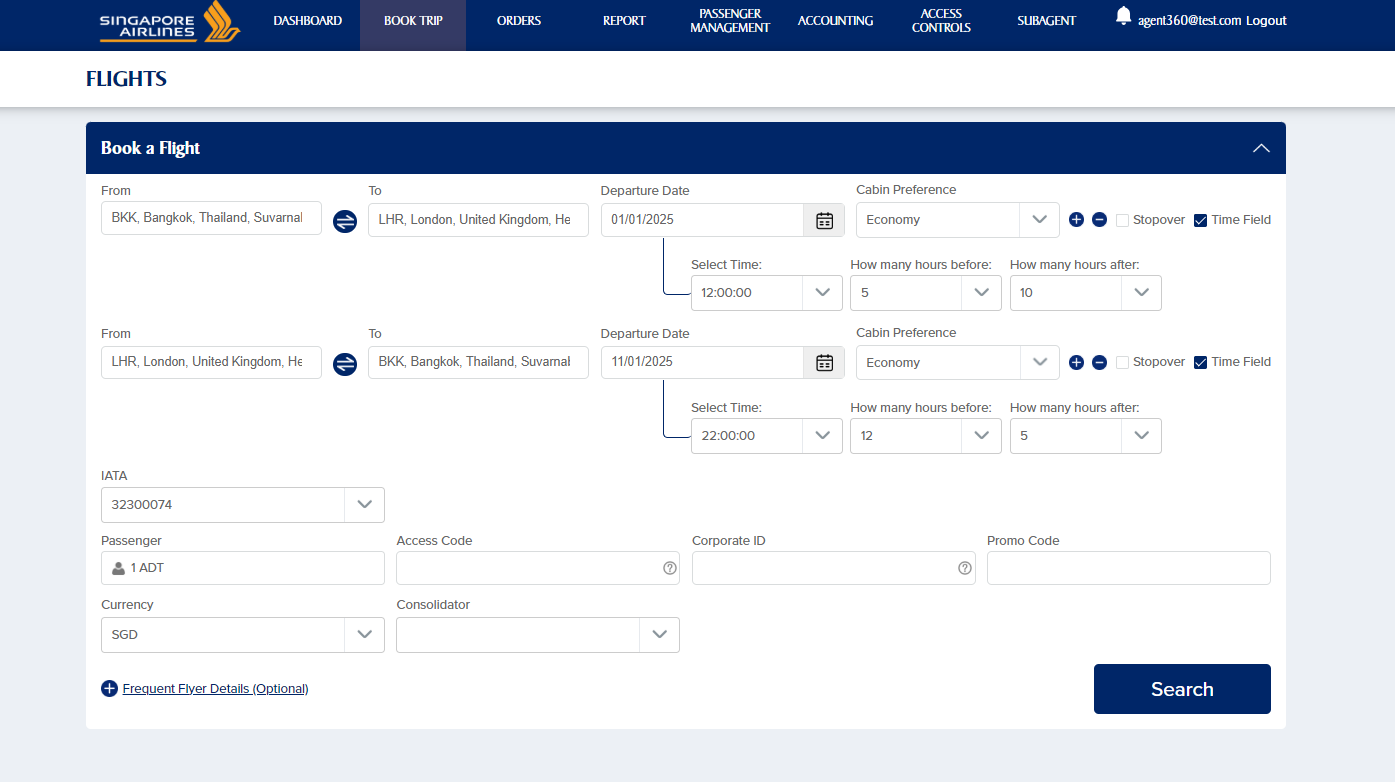 SINGAPORE
AIRLINES
DASHBOARD
BOOK TRIP
ORDERS
REPORT
PASSENGER
MANAGEMENT
ACCOUNTING
ACCESS
CONTROLS
SUBAGENT
agent360@test.com Logout
FLIGHTS
Book a Flight
From To Departure Date Cabin Preference
BKK, Bangkok, Thailand, Suvarnal LHR, London, United Kingdom, He 01/01/2025 Economy Stopover Time Field
Select Time: How many hours before: How many hours after:
12:00:00 5 10
From To Departure Date Cabin Preference
LHR, London, United Kingdom, He BKK, Bangkok, Thailand, Suvarnal 11/01/2025 Economy Stopover Time Field
Select Time: How many hours before: How many hours after:
22:00:00 12 5
IATA
32300074
Passenger Access Code Corporate ID Promo Code
1 ADT
Currency Consolidator
SGD
Frequent Flyer Details (Optional)
Search